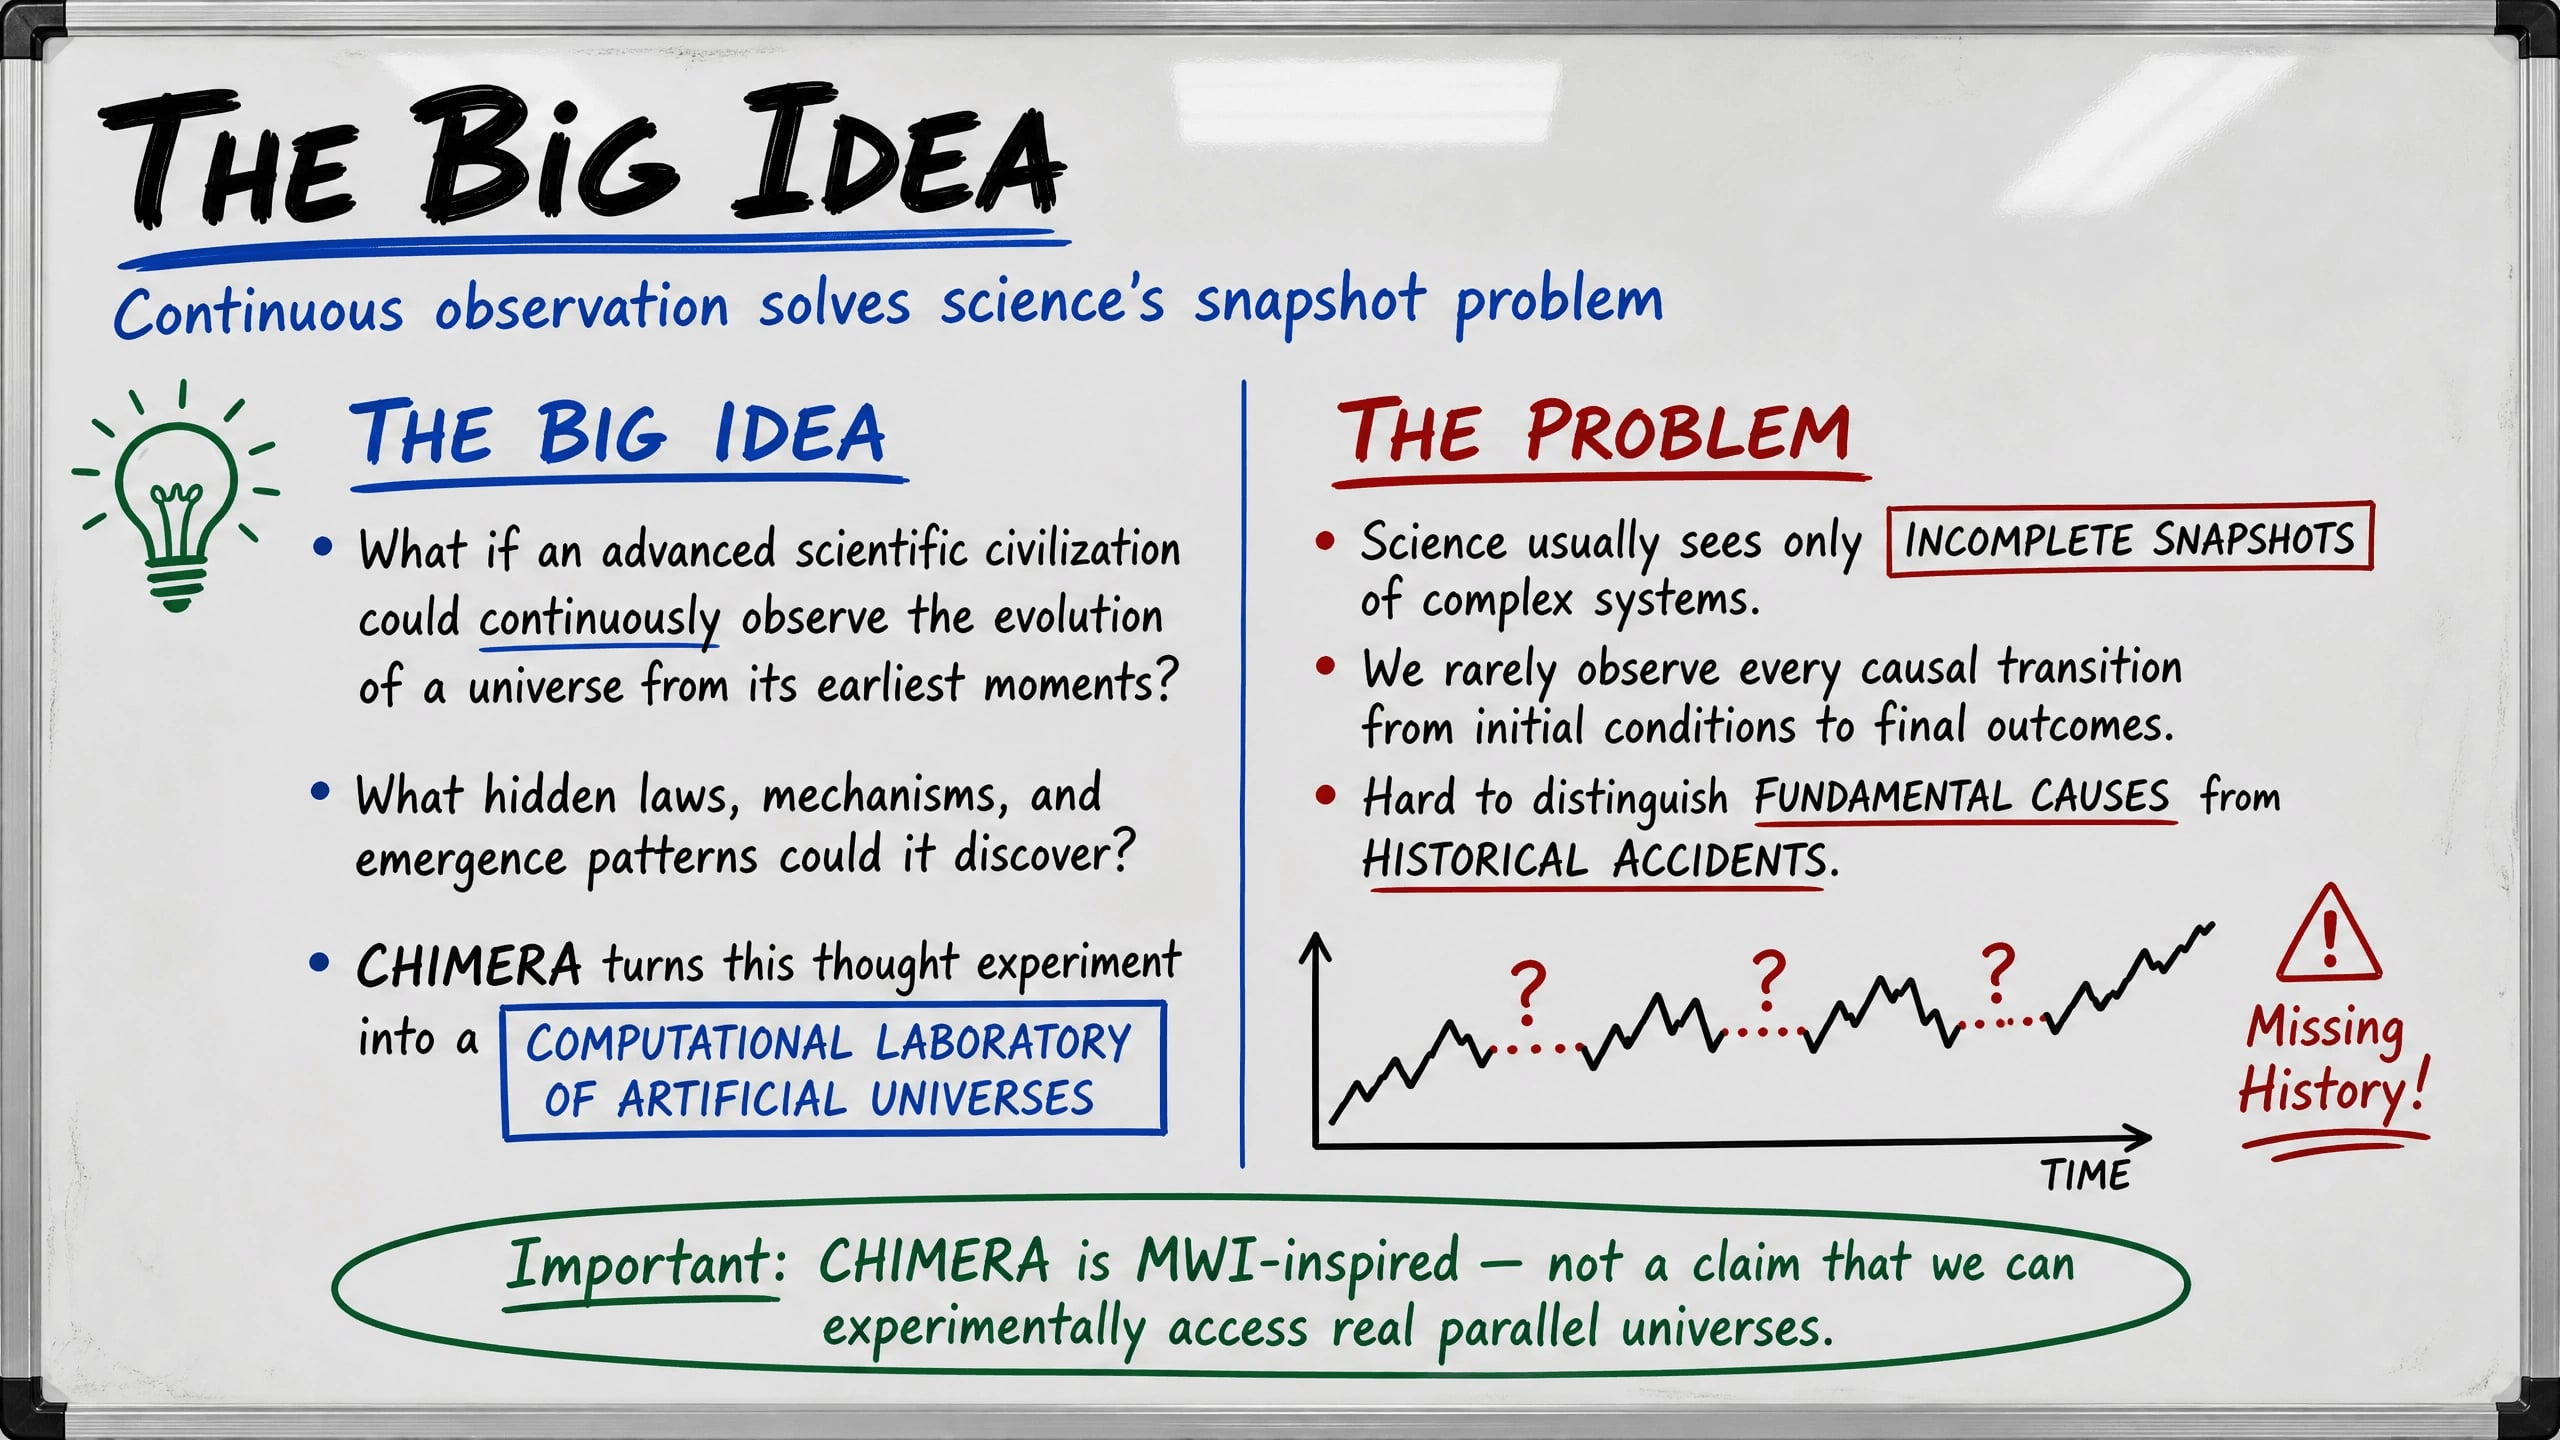 THE BIG IDEA
Continuous observation solves science's snapshot problem
THE BIG IDEA
• What if an advanced scientific civilization
could continuously observe the evolution
of a universe from its earliest moments?
• What hidden laws, mechanisms, and
emergence patterns could it discover?
• CHIMERA turns this thought experiment
into a COMPUTATIONAL LABORATORY
OF ARTIFICIAL UNIVERSES
THE PROBLEM
• Science usually sees only INCOMPLETE SNAPSHOTS
of complex systems.
• We rarely observe every causal transition
from initial conditions to final outcomes.
• Hard to distinguish FUNDAMENTAL CAUSES from
HISTORICAL ACCIDENTS.
? ? ?
!
Missing
History!
TIME
Important: CHIMERA is MWI-inspired — not a claim that we can
experimentally access real parallel universes.